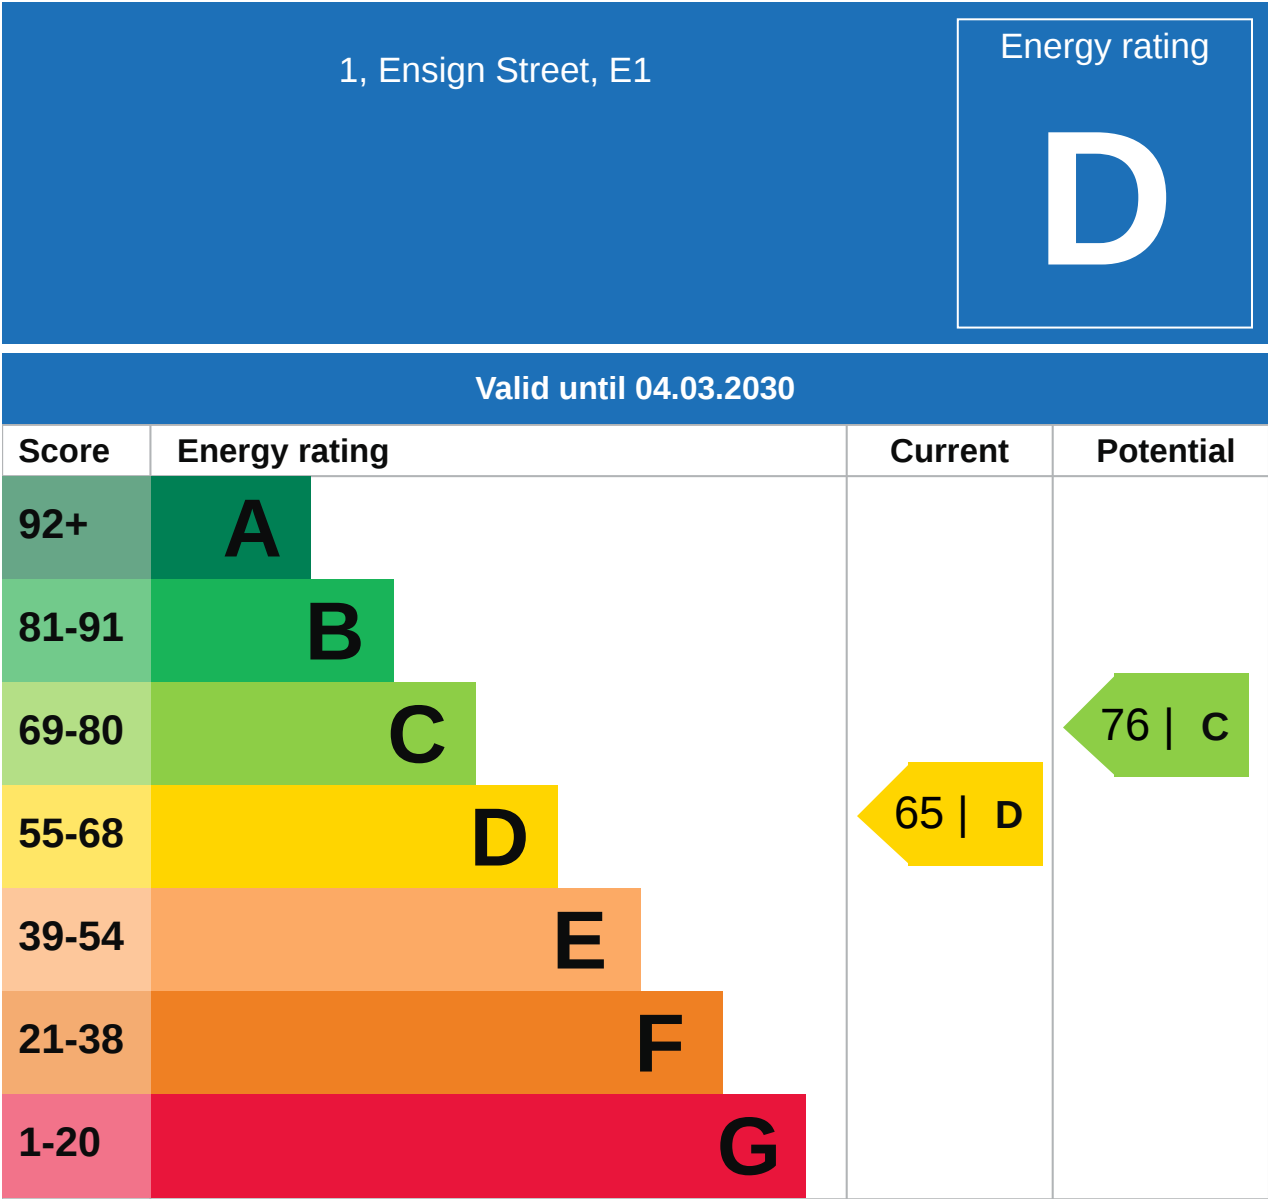 1, Ensign Street, E1
Energy rating
D
Valid until 04.03.2030
Score Energy rating Current Potential
92+ A
81-91 B
69-80 C
76 | C
55-68 D
65 | D
39-54 E
21-38 F
1-20 G